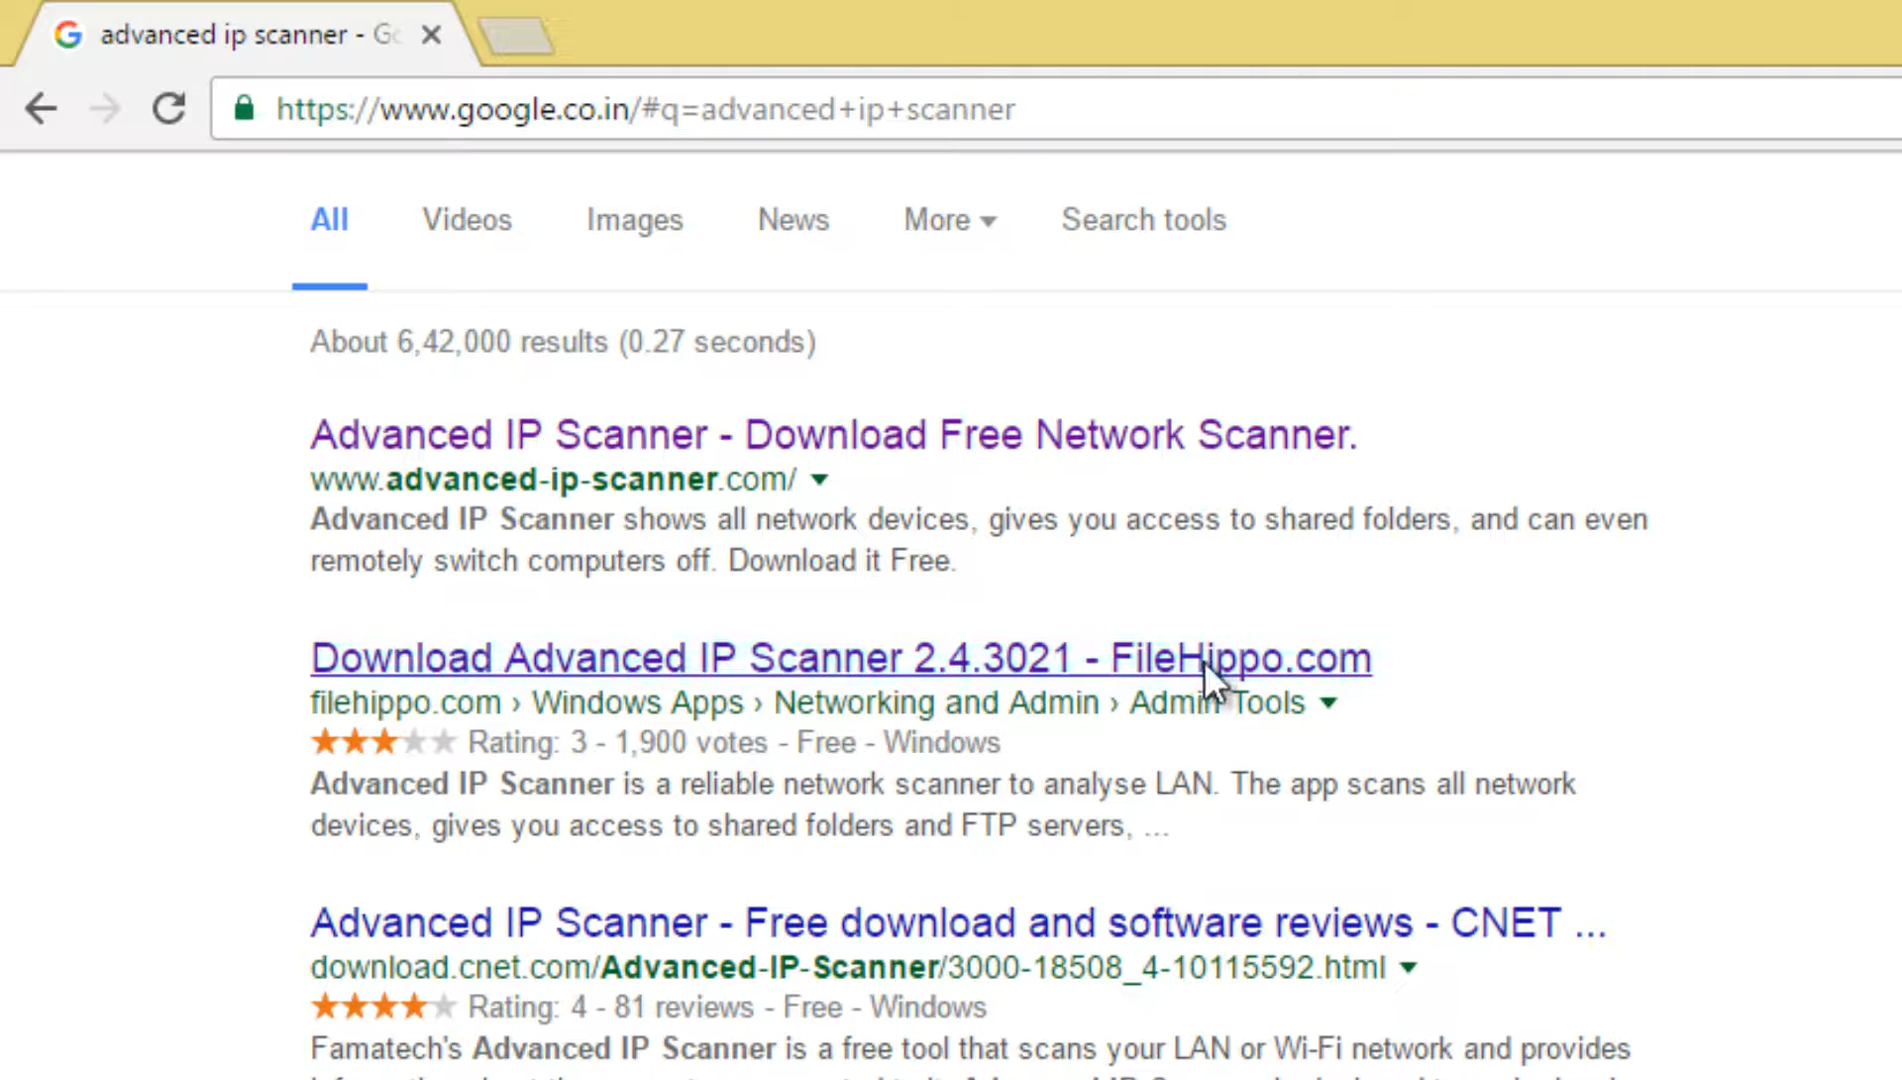 advanced ip scanner - Go
https://www.google.co.in/#q=advanced+ip+scanner
All Videos Images News More Search tools
About 6,42,000 results (0.27 seconds)
Advanced IP Scanner - Download Free Network Scanner.
www.advanced-ip-scanner.com/
Advanced IP Scanner shows all network devices, gives you access to shared folders, and can even
remotely switch computers off. Download it Free.
Download Advanced IP Scanner 2.4.3021 - FileHippo.com
filehippo.com › Windows Apps › Networking and Admin › Admin Tools
Rating: 3 - 1,900 votes - Free - Windows
Advanced IP Scanner is a reliable network scanner to analyse LAN. The app scans all network
devices, gives you access to shared folders and FTP servers, ...
Advanced IP Scanner - Free download and software reviews - CNET ...
download.cnet.com/Advanced-IP-Scanner/3000-18508_4-10115592.html
Rating: 4 - 81 reviews - Free - Windows
Famatech's Advanced IP Scanner is a free tool that scans your LAN or Wi-Fi network and provides